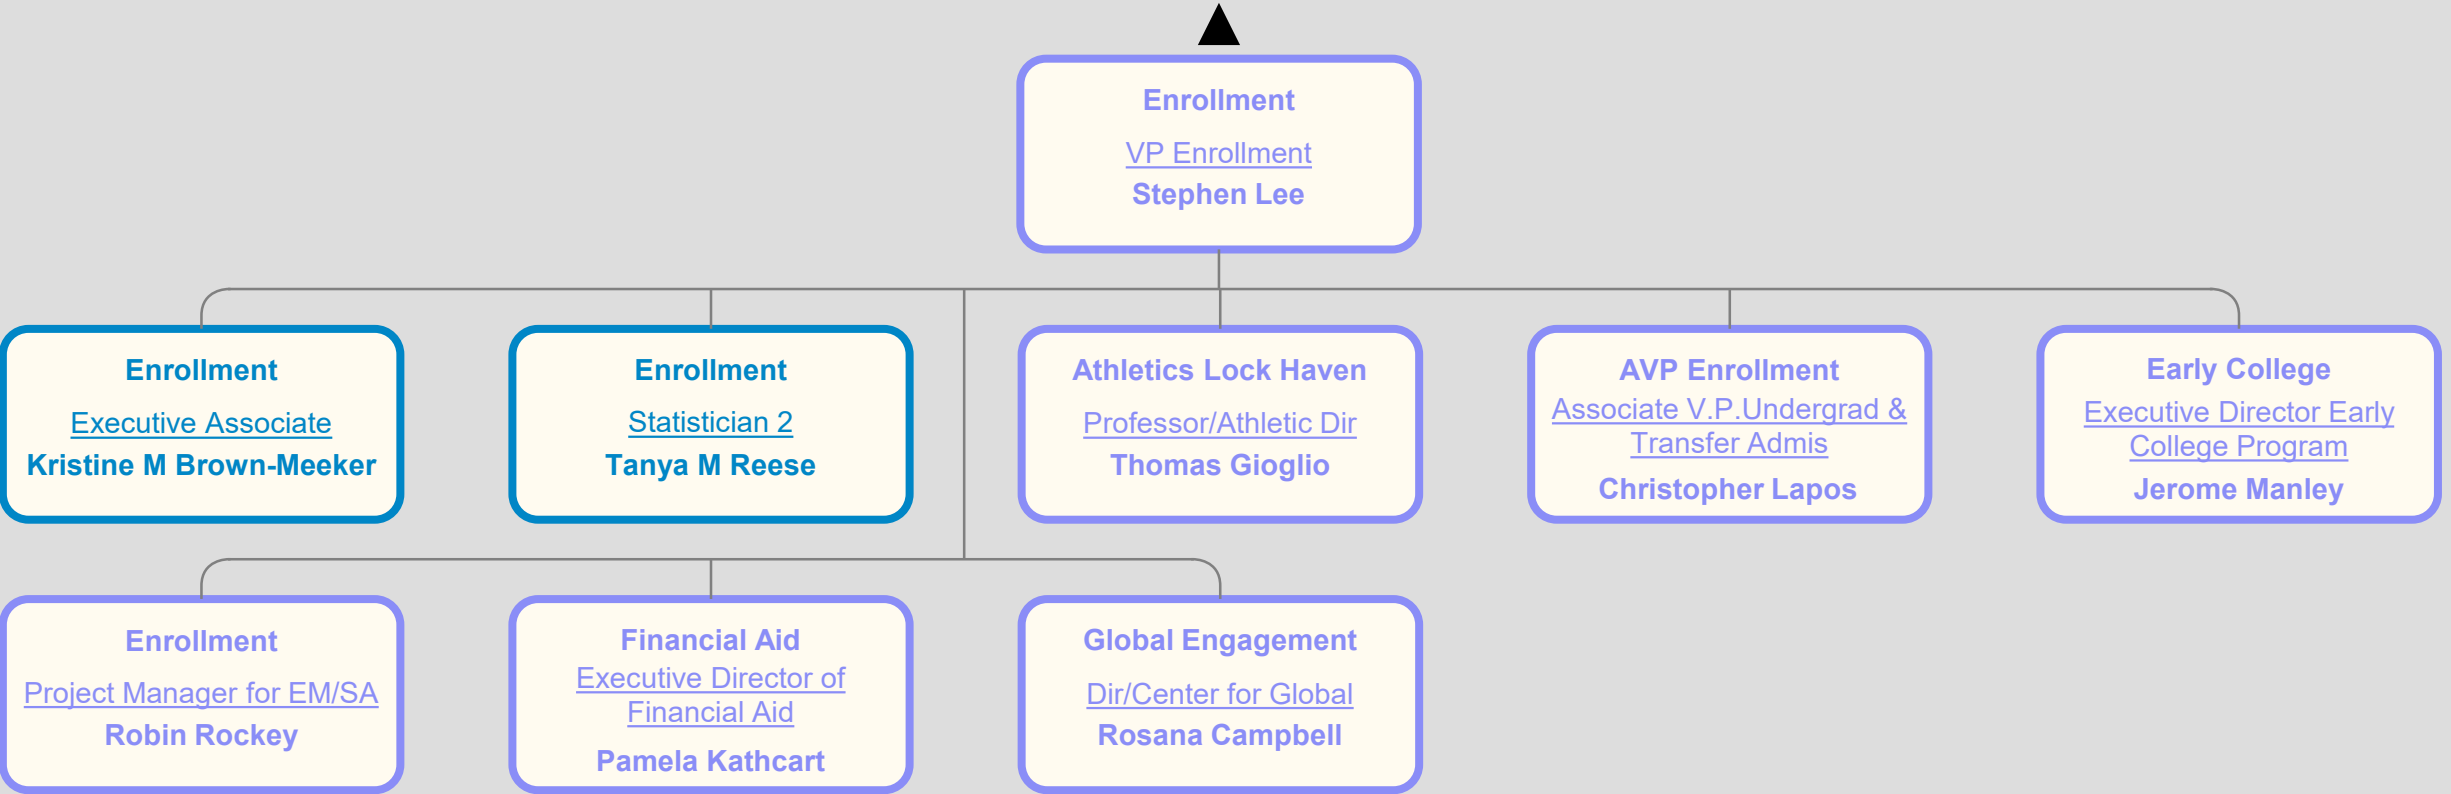 Enrollment
VP Enrollment
Stephen Lee
Enrollment
Executive Associate
Kristine M Brown-Meeker
Enrollment
Statistician 2
Tanya M Reese
Athletics Lock Haven
Professor/Athletic Dir
Thomas Gioglio
AVP Enrollment
Associate V.P.Undergrad &
Transfer Admis
Christopher Lapos
Early College
Executive Director Early
College Program
Jerome Manley
Enrollment
Project Manager for EM/SA
Robin Rockey
Financial Aid
Executive Director of
Financial Aid
Pamela Kathcart
Global Engagement
Dir/Center for Global
Rosana Campbell